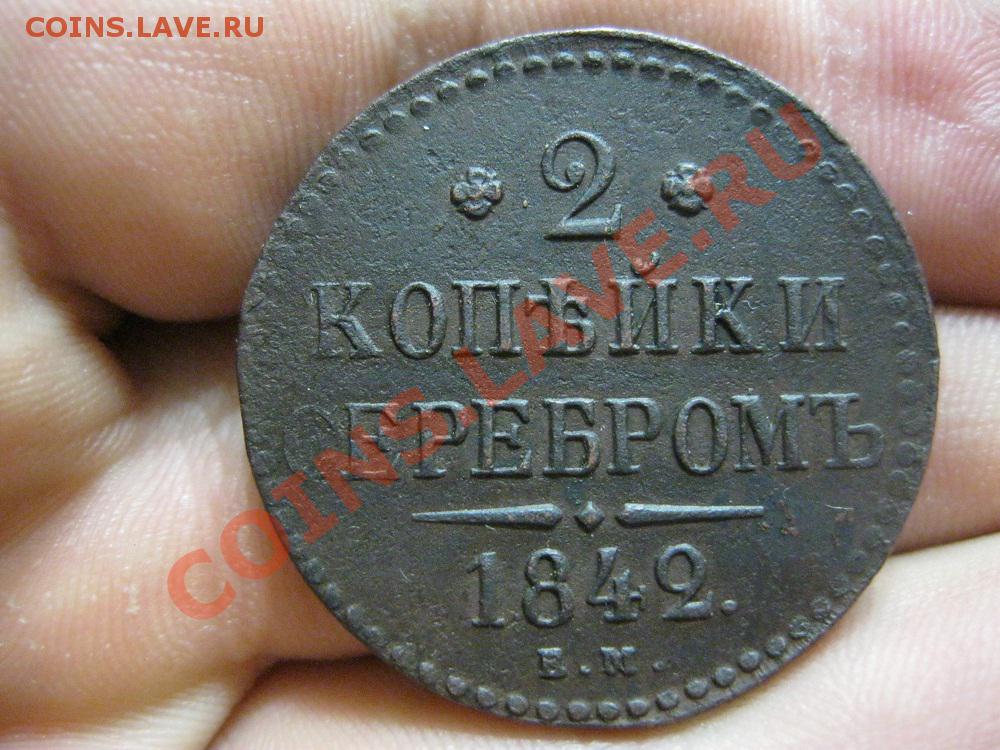 COINS.LAVE.RU
2
КОПѢЙКИ
СЕРЕБРОМЪ
1842.
Е.М.
COINS.LAVE.RU